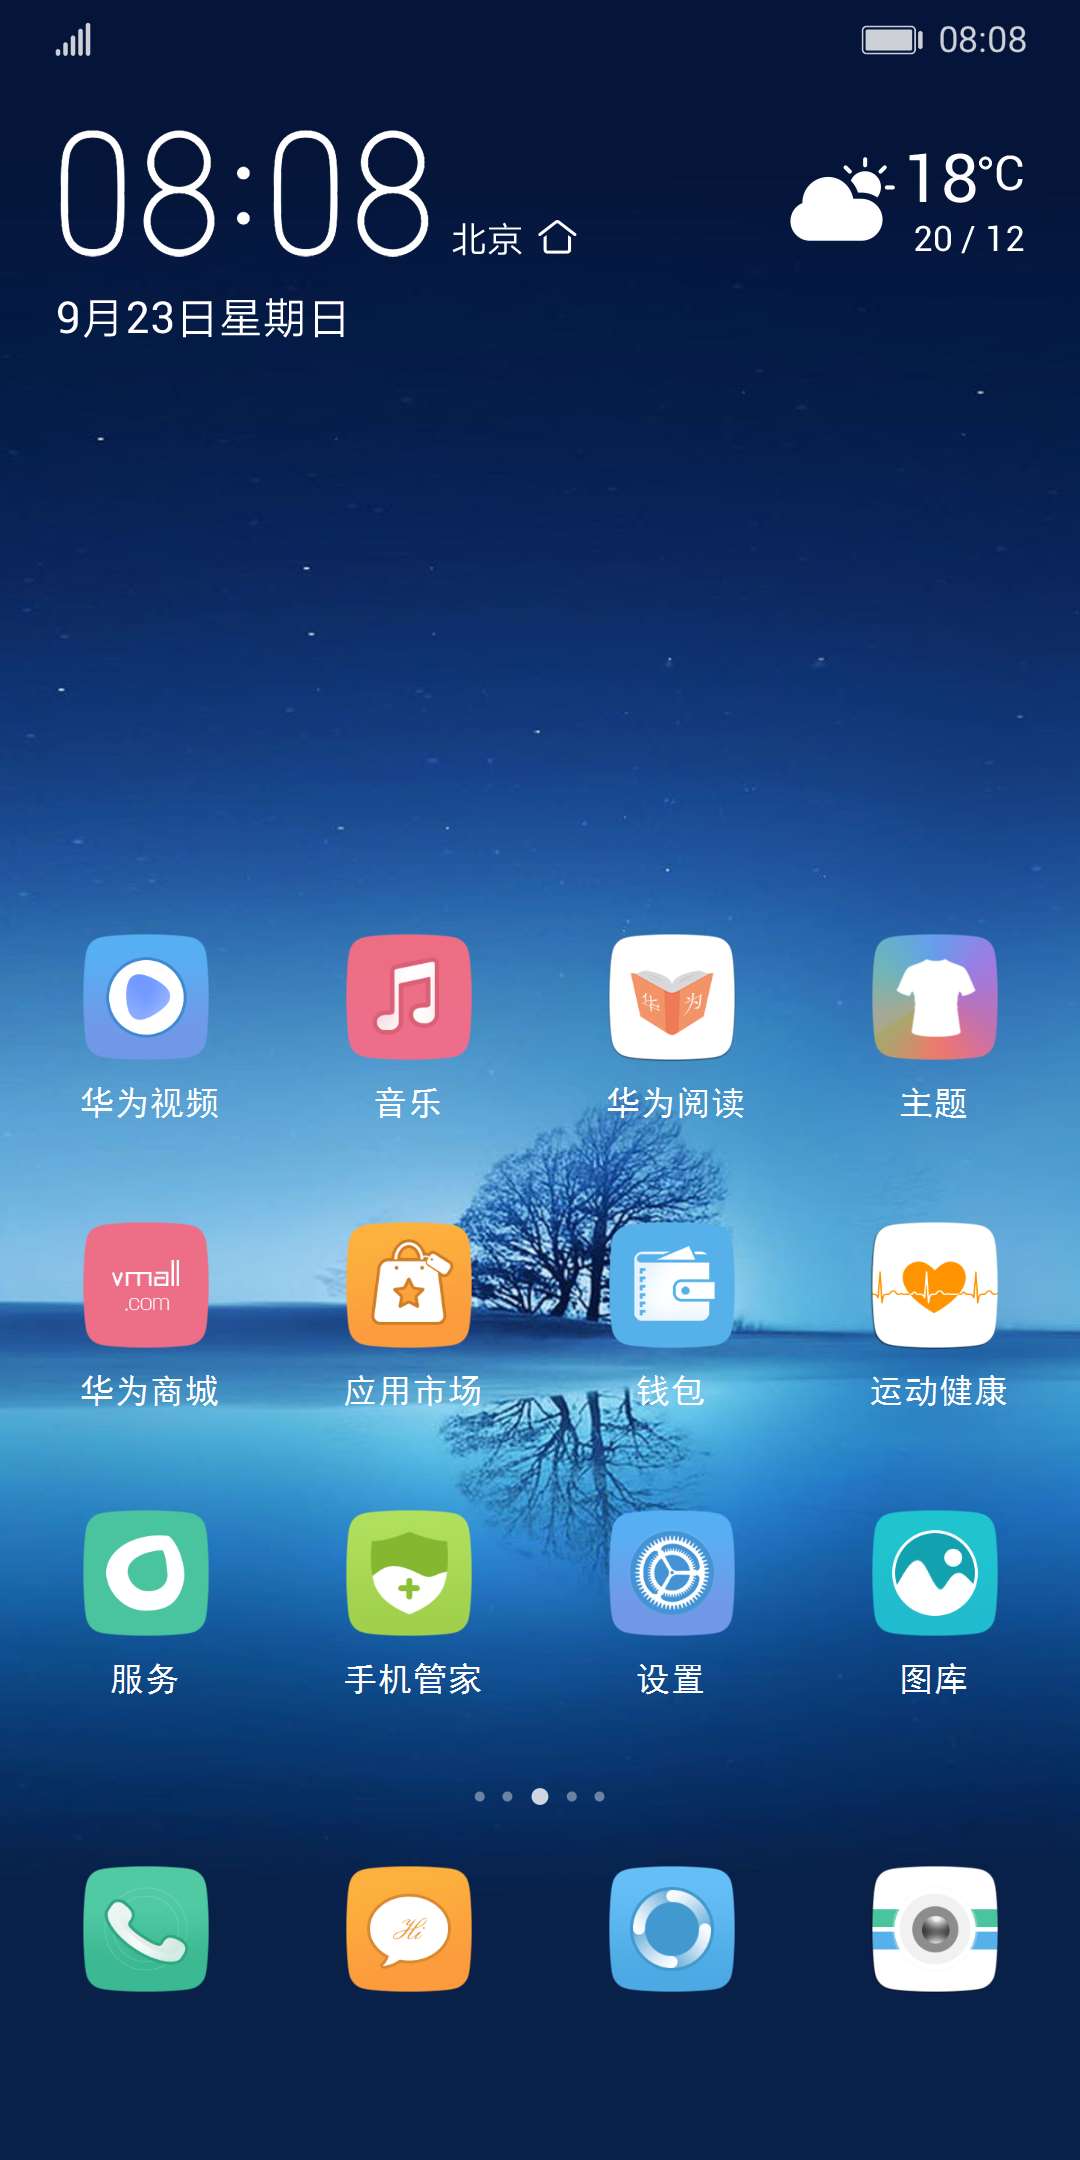 08:08
08:08
北京
18°C
20 / 12
9月23日星期日
华 为
华为视频
音乐
华为阅读
主题
vmall
.com
华为商城
应用市场
钱包
运动健康
服务
手机管家
设置
图库
Hi